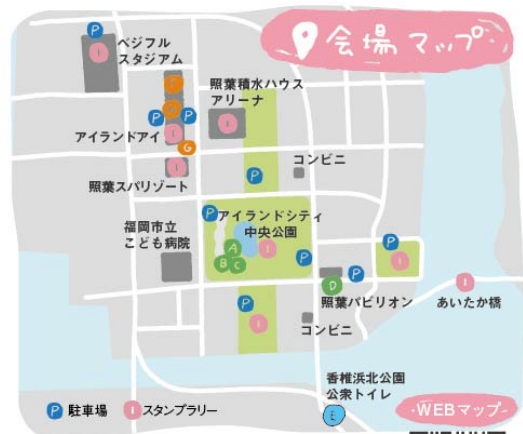 会場マップ
P
I
ベジフル
スタジアム
照葉積水ハウス
アリーナ
I
P
P
I
アイランドアイ
G
I
照葉スパリゾート
コンビニ
P
P
アイランドシティ
中央公園
福岡市立
こども病院
A
B
C
I
P
P
I
P
D
照葉パビリオン
I
あいたか橋
P
I
コンビニ
香椎浜北公園
公衆トイレ
E
P 駐車場
I スタンプラリー
-WEBマップ-